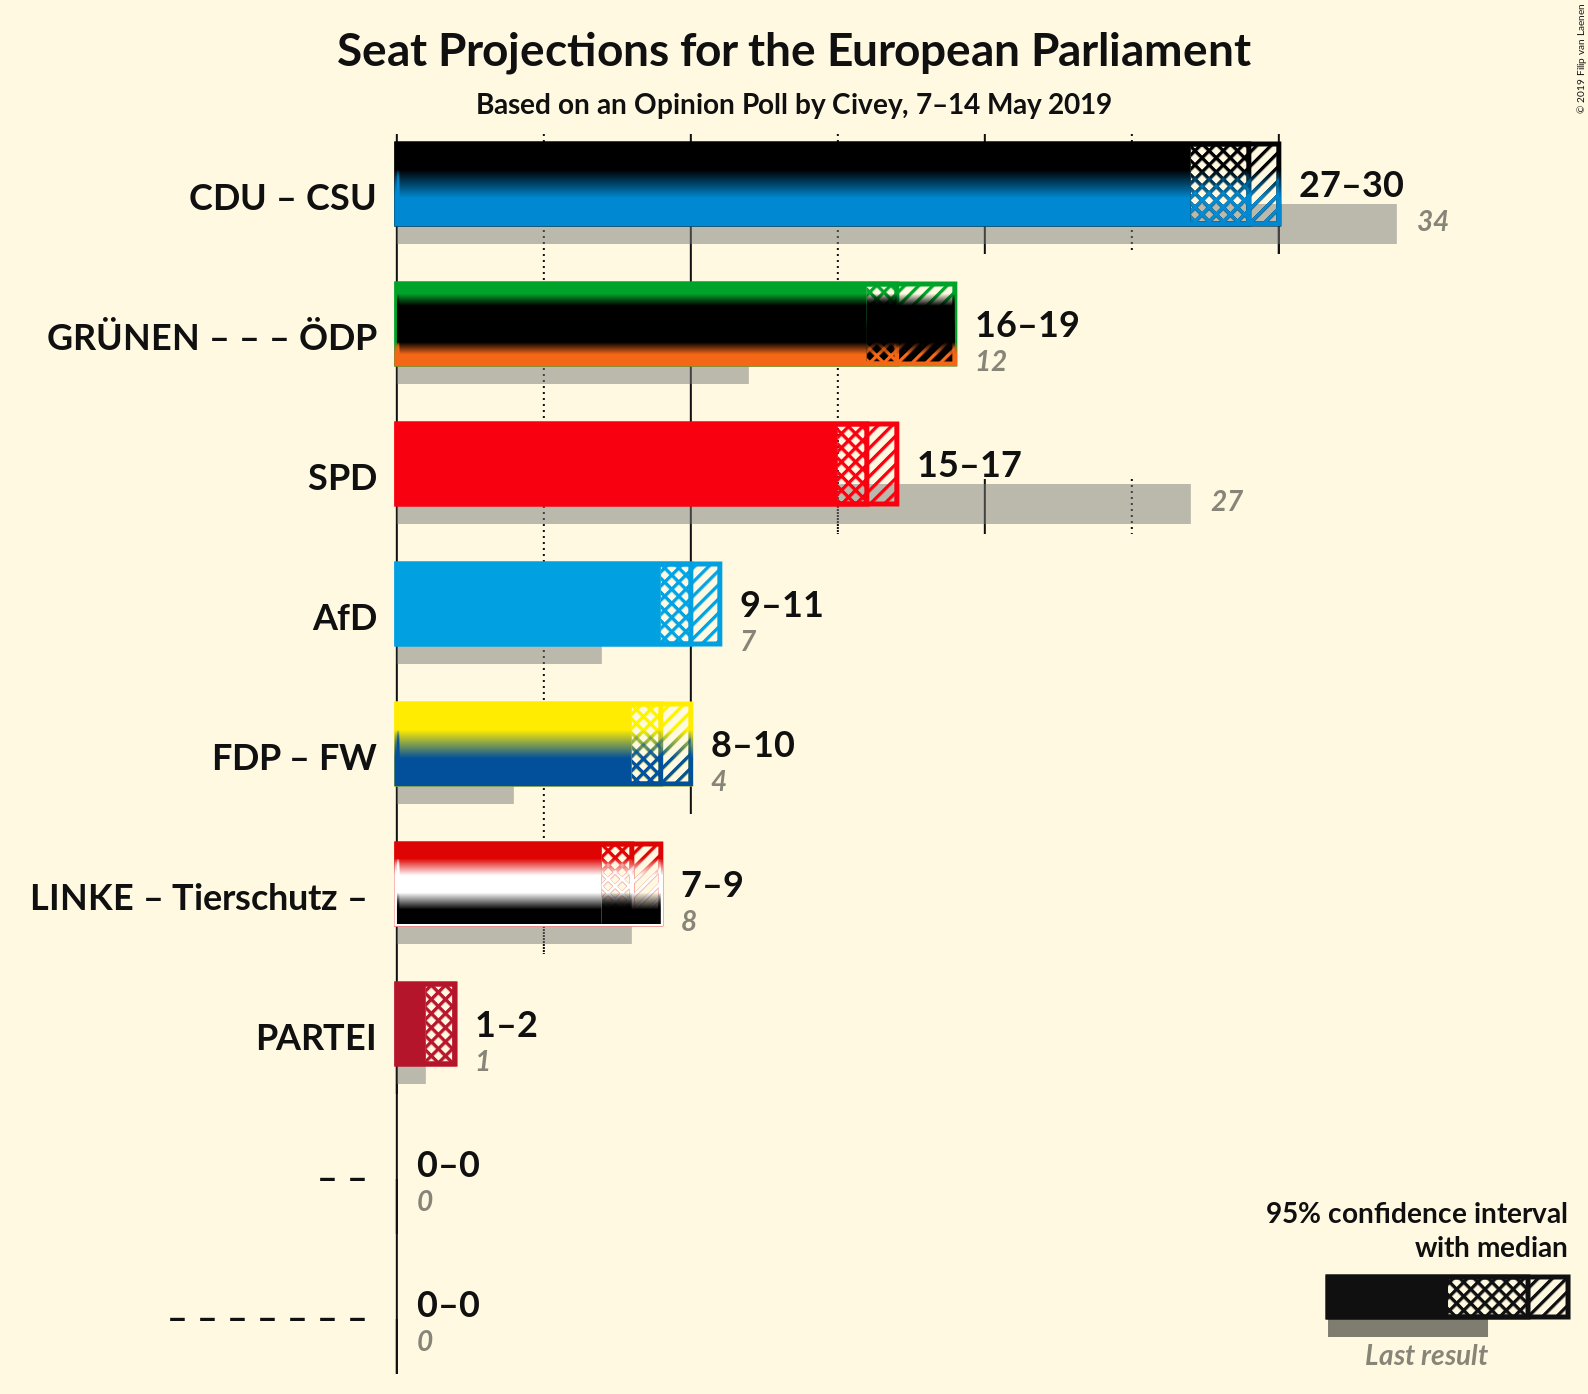 Seat Projections for the European Parliament
Based on an Opinion Poll by Civey, 7–14 May 2019
© 2019 Filip van Laenen
CDU – CSU
27–30
34
GRÜNEN – – – ÖDP
16–19
12
SPD
15–17
27
AfD
9–11
7
FDP – FW
8–10
4
LINKE – Tierschutz –
7–9
8
PARTEI
1–2
1
– –
0–0
0
– – – – – – –
0–0
0
95% confidence interval
with median
Last result